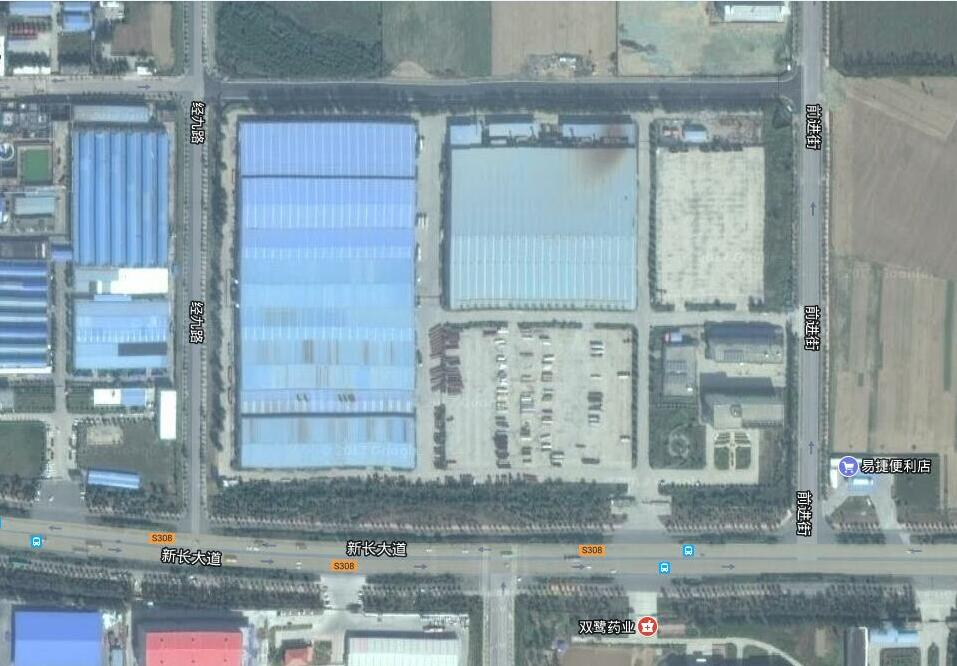 经九路
前进街
经九路
前进街
易捷便利店
前进街
S308
新长大道
新长大道
S308
S308
双鹭药业